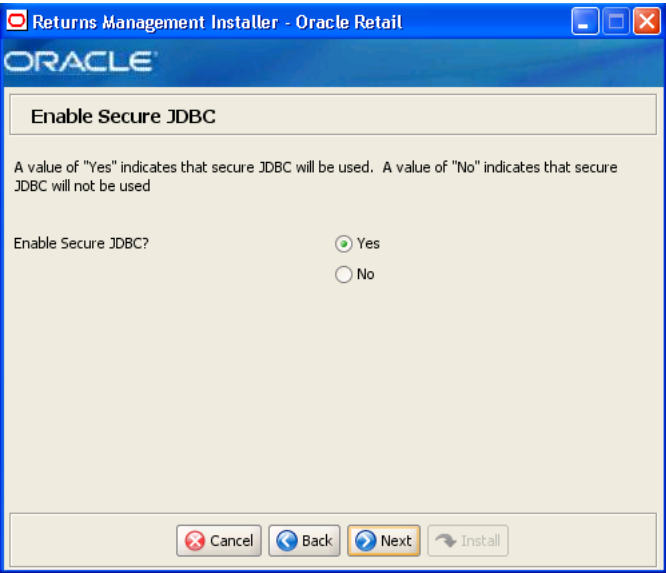 Returns Management Installer - Oracle Retail
ORACLE
Enable Secure JDBC
A value of "Yes" indicates that secure JDBC will be used.  A value of "No" indicates that secure
JDBC will not be used
Enable Secure JDBC?
Yes
No
Cancel Back Next Install